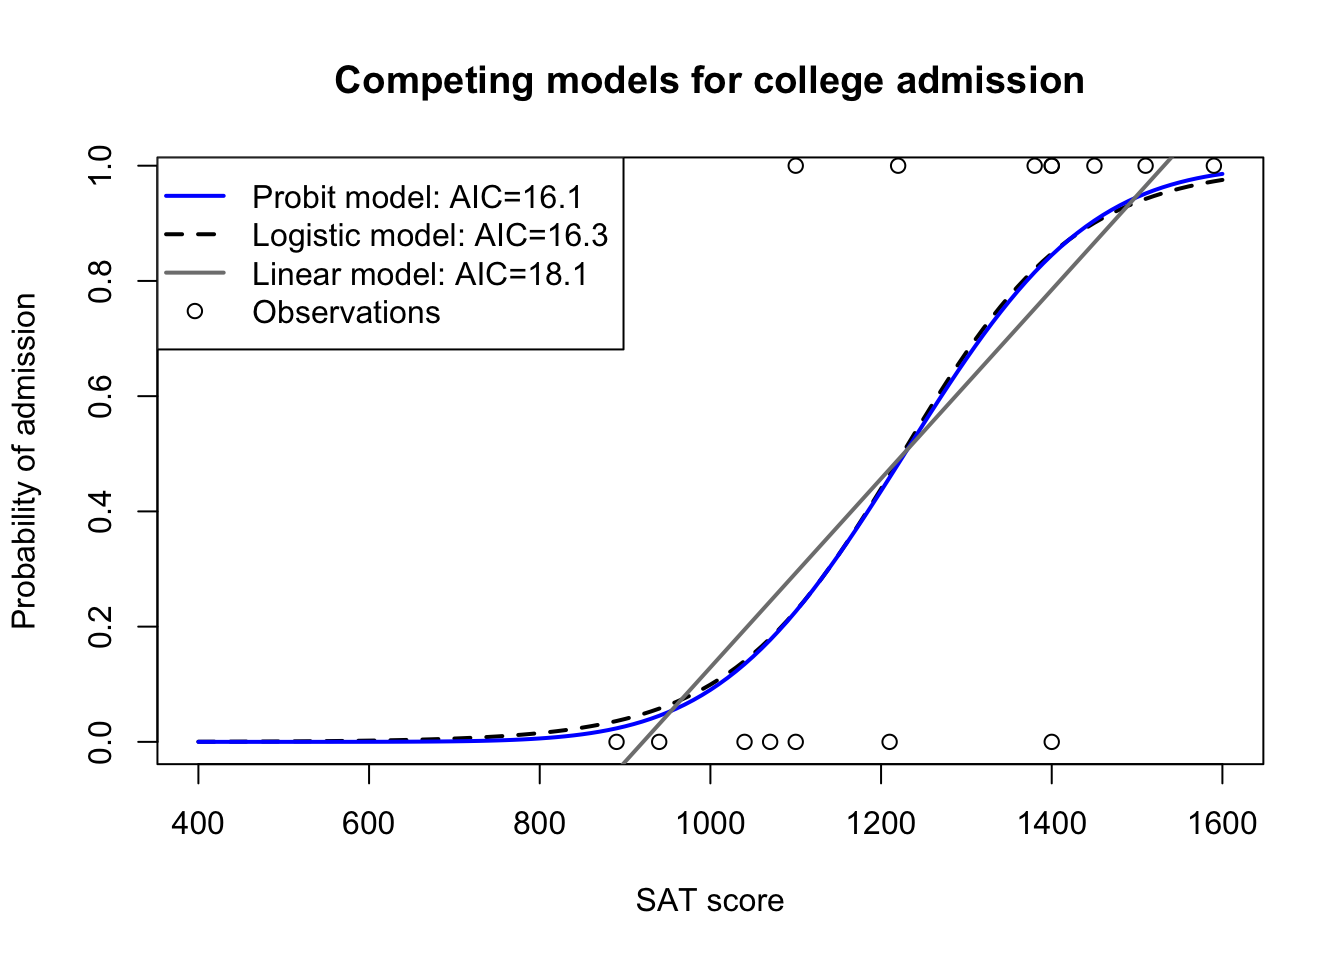 Competing models for college admission
Probit model: AIC=16.1
Logistic model: AIC=16.3
Linear model: AIC=18.1
Observations
Probability of admission
1.0
0.8
0.6
0.4
0.2
0.0
400 600 800 1000 1200 1400 1600
SAT score